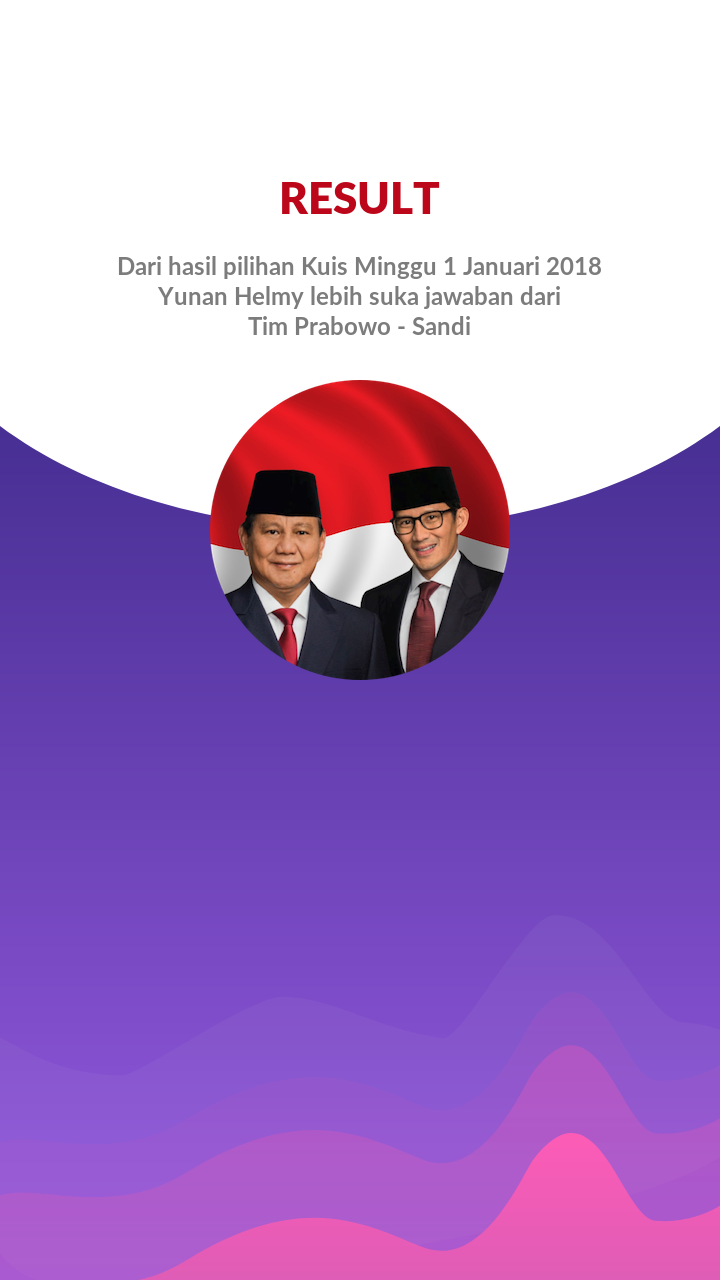 RESULT
Dari hasil pilihan Kuis Minggu 1 Januari 2018
Yunan Helmy lebih suka jawaban dari
Tim Prabowo - Sandi